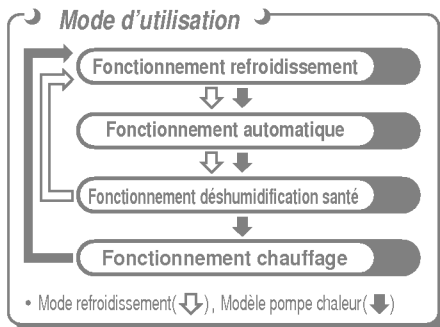 Mode d'utilisation
Fonctionnement refroidissement
Fonctionnement automatique
Fonctionnement déshumidification santé
Fonctionnement chauffage
• Mode refroidissement( ), Modèle pompe chaleur( )